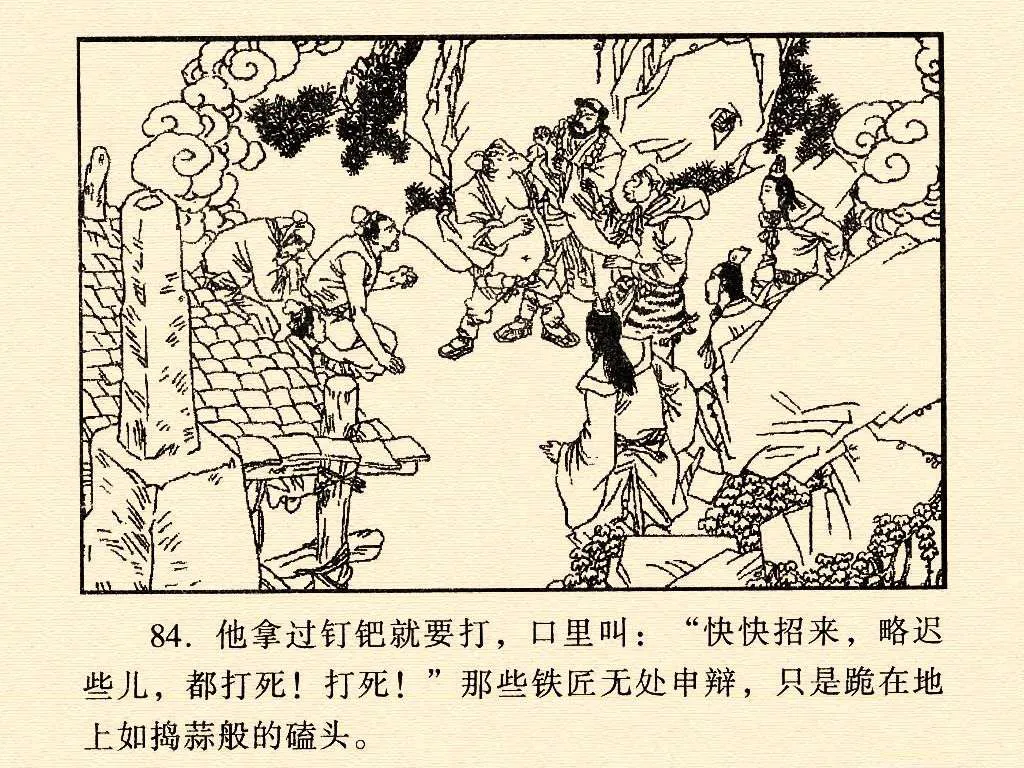 84. 他拿过钉钯就要打，口里叫：“快快招来，略迟
些儿，都打死！打死！”那些铁匠无处申辩，只是跪在地
上如捣蒜般的磕头。